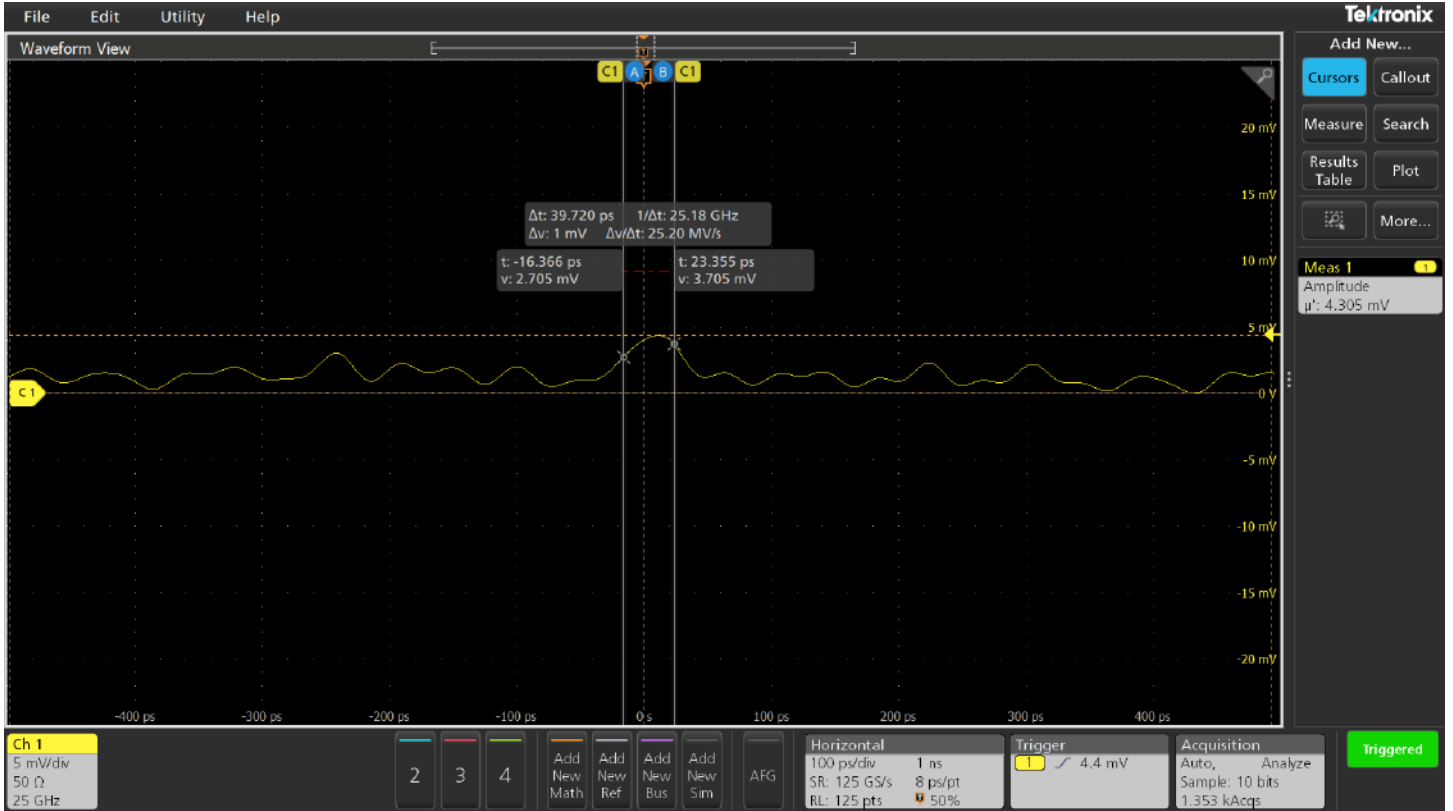 File Edit Utility Help
Tektronix
Waveform View
Add New...
C1 A B C1
Cursors Callout
Measure Search
Results Table Plot
More...
20 mV
15 mV
10 mV
5 mV
0 V
-5 mV
-10 mV
-15 mV
-20 mV
Δt: 39.720 ps 1/Δt: 25.18 GHz
Δv: 1 mV Δv/Δt: 25.20 MV/s
t: -16.366 ps
v: 2.705 mV
t: 23.355 ps
v: 3.705 mV
Meas 1 1
Amplitude
µ': 4.305 mV
C1
-400 ps -300 ps -200 ps -100 ps 0 s 100 ps 200 ps 300 ps 400 ps
Ch 1
5 mV/div
50 Ω
25 GHz
2 3 4
Add New Math
Add New Ref
Add New Bus
Add New Sim
AFG
Horizontal
100 ps/div 1 ns
SR: 125 GS/s 8 ps/pt
RL: 125 pts 50%
Trigger
1 4.4 mV
Acquisition
Auto, Analyze
Sample: 10 bits
1.353 kAcqs
Triggered